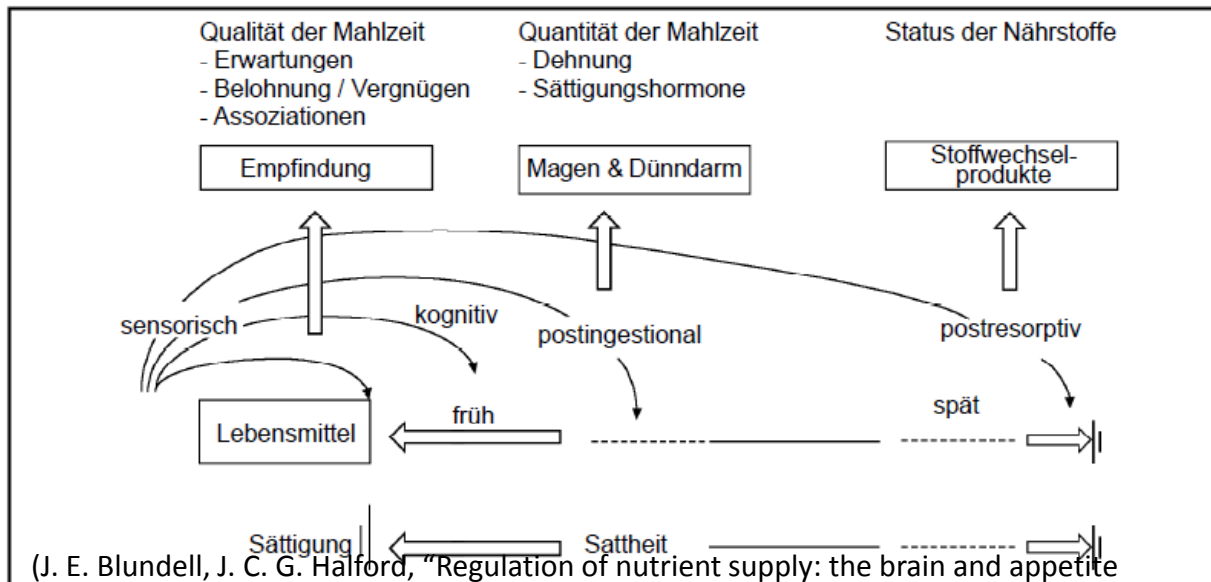 Qualität der Mahlzeit
- Erwartungen
- Belohnung / Vergnügen
- Assoziationen
Quantität der Mahlzeit
- Dehnung
- Sättigungshormone
Status der Nährstoffe
Empfindung
Magen & Dünndarm
Stoffwechsel-
produkte
sensorisch
kognitiv
postingestional
postresorptiv
Lebensmittel
früh
spät
Sättigung
Sattheit
(J. E. Blundell, J. C. G. Halford, “Regulation of nutrient supply: the brain and appetite